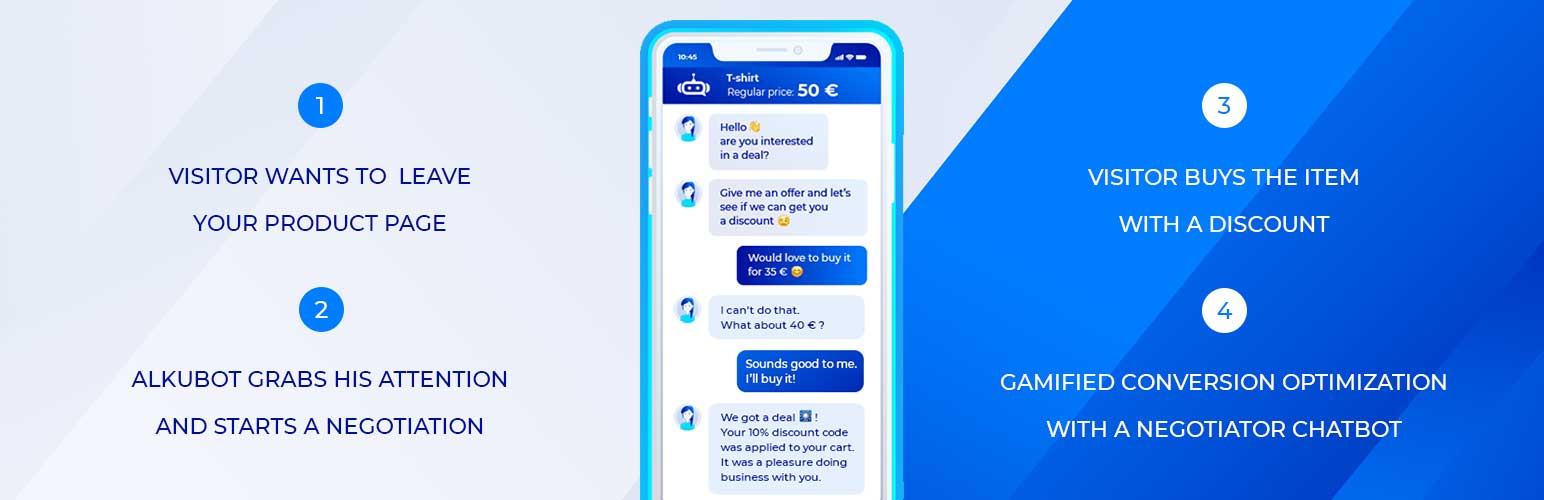 1
VISITOR WANTS TO LEAVE
YOUR PRODUCT PAGE
2
ALKUBOT GRABS HIS ATTENTION
AND STARTS A NEGOTIATION
10:45
T-shirt
Regular price: 50 €
Hello 👋
are you interested
in a deal?
Give me an offer and let's
see if we can get you
a discount 😏
Would love to buy it
for 35 € 😊
I can't do that.
What about 40 € ?
Sounds good to me.
I'll buy it!
We got a deal 🎆 !
Your 10% discount code
was applied to your cart.
It was a pleasure doing
business with you.
3
VISITOR BUYS THE ITEM
WITH A DISCOUNT
4
GAMIFIED CONVERSION OPTIMIZATION
WITH A NEGOTIATOR CHATBOT